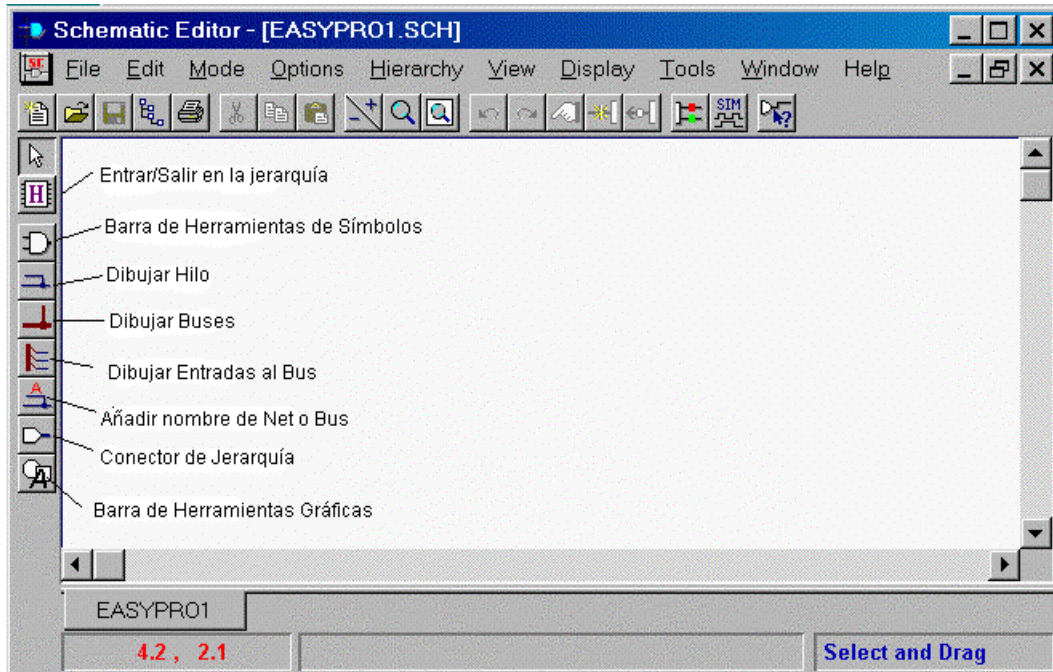 Schematic Editor - [EASYPRO1.SCH]
File Edit Mode Options Hierarchy View Display Tools Window Help
SIM
H
Entrar/Salir en la jerarquía
Barra de Herramientas de Símbolos
Dibujar Hilo
Dibujar Buses
Dibujar Entradas al Bus
A
Añadir nombre de Net o Bus
Conector de Jerarquía
A
Barra de Herramientas Gráficas
EASYPRO1
4.2 , 2.1
Select and Drag